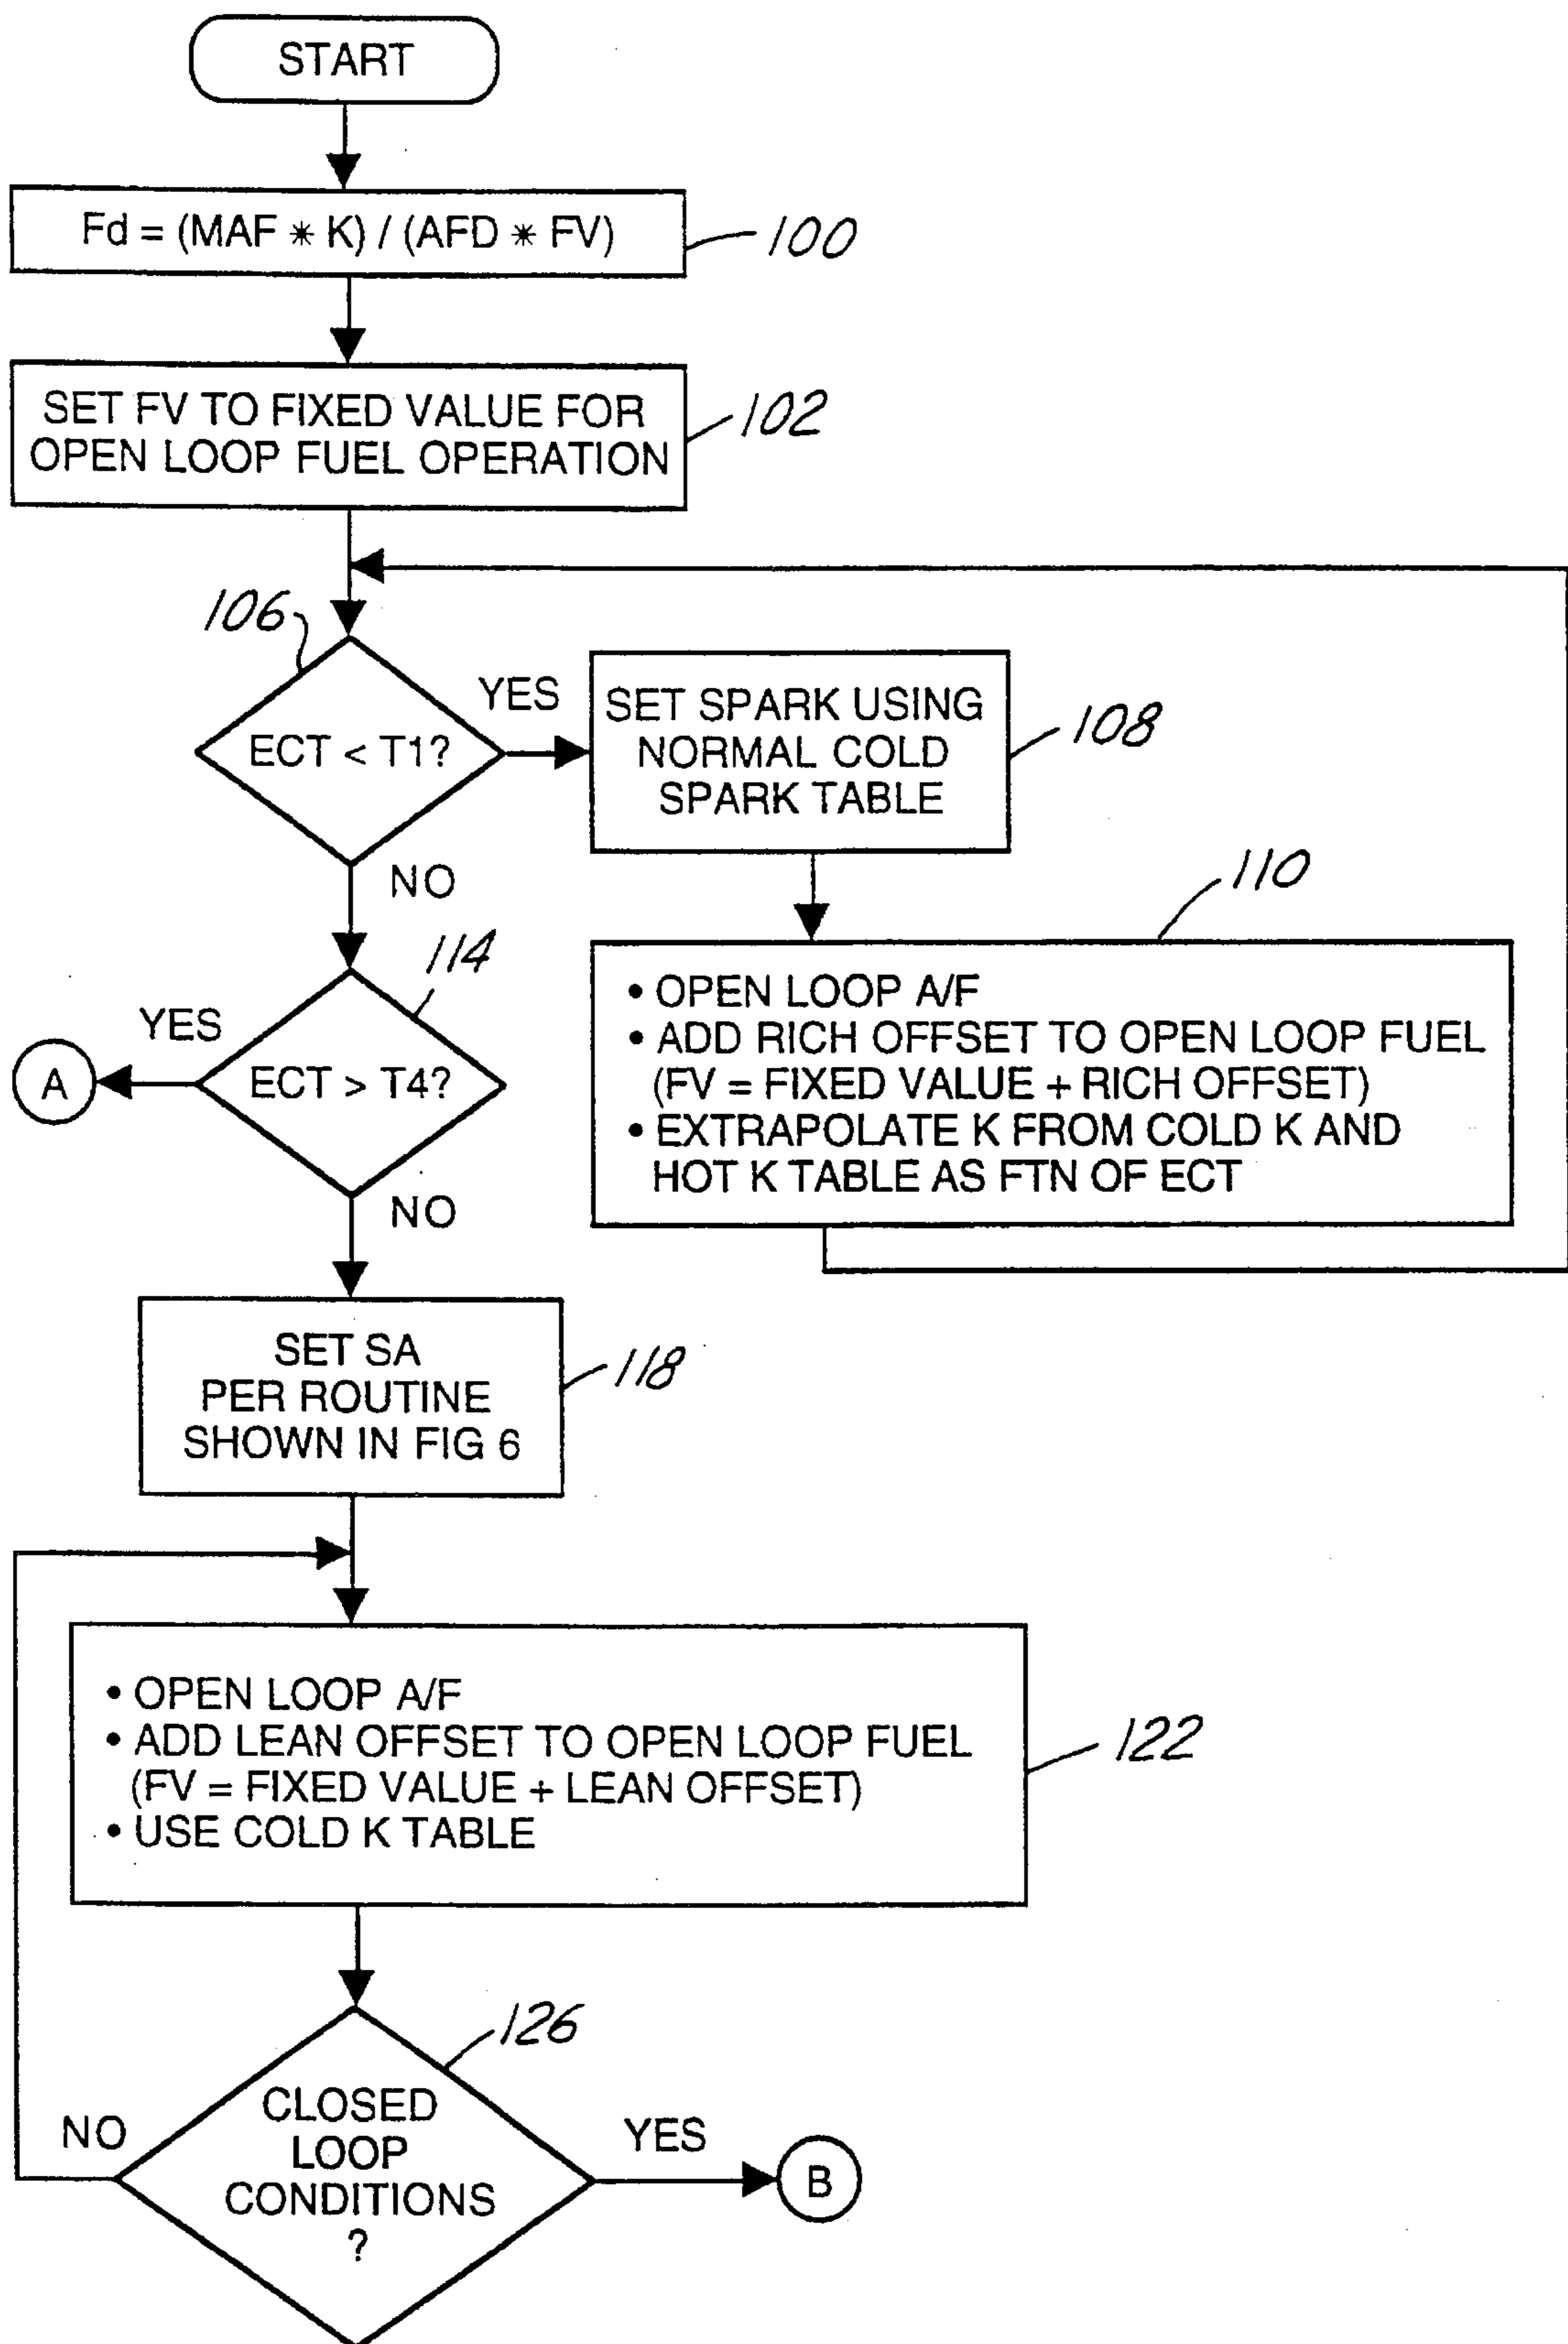 START
Fd = (MAF * K) / (AFD * FV)
100
SET FV TO FIXED VALUE FOR
OPEN LOOP FUEL OPERATION
102
106
ECT < T1?
YES
NO
SET SPARK USING
NORMAL COLD
SPARK TABLE
108
110
• OPEN LOOP A/F
• ADD RICH OFFSET TO OPEN LOOP FUEL
(FV = FIXED VALUE + RICH OFFSET)
• EXTRAPOLATE K FROM COLD K AND
HOT K TABLE AS FTN OF ECT
114
YES
A
ECT > T4?
NO
SET SA
PER ROUTINE
SHOWN IN FIG 6
118
• OPEN LOOP A/F
• ADD LEAN OFFSET TO OPEN LOOP FUEL
(FV = FIXED VALUE + LEAN OFFSET)
• USE COLD K TABLE
122
126
NO
CLOSED
LOOP
CONDITIONS
?
YES
B